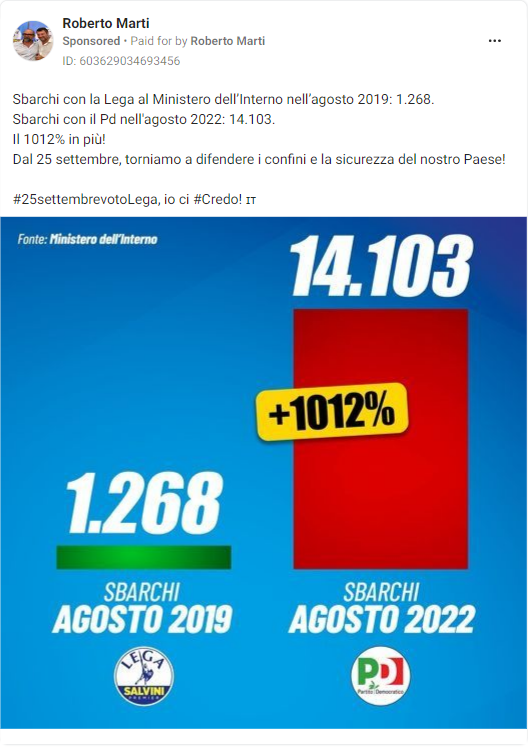 Roberto Marti
Sponsored • Paid for by Roberto Marti
ID: 603629034693456
Sbarchi con la Lega al Ministero dell'Interno nell'agosto 2019: 1.268.
Sbarchi con il Pd nell'agosto 2022: 14.103.
Il 1012% in più!
Dal 25 settembre, torniamo a difendere i confini e la sicurezza del nostro Paese!
#25settembrevotoLega, io ci #Credo! IT
Fonte: Ministero dell'Interno
14.103
+1012%
1.268
SBARCHI
AGOSTO 2019
SBARCHI
AGOSTO 2022
LEGA
SALVINI
PREMIER
PD
Partito Democratico